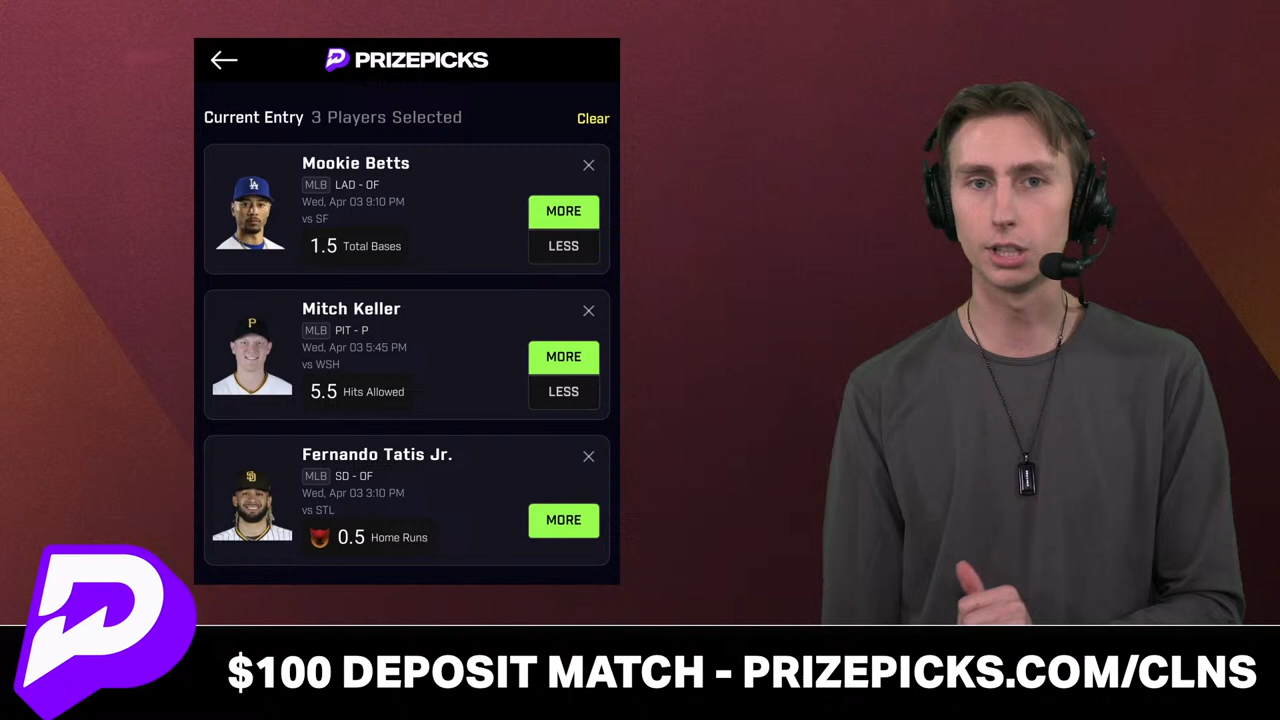 PRIZEPICKS
Current Entry 3 Players Selected Clear
Mookie Betts
MLB LAD - OF
Wed, Apr 03 9:10 PM
vs SF
1.5 Total Bases
MORE
LESS
Mitch Keller
MLB PIT - P
Wed, Apr 03 5:45 PM
vs WSH
5.5 Hits Allowed
MORE
LESS
Fernando Tatis Jr.
MLB SD - OF
Wed, Apr 03 3:10 PM
vs STL
0.5 Home Runs
MORE
$100 DEPOSIT MATCH - PRIZEPICKS.COM/CLNS